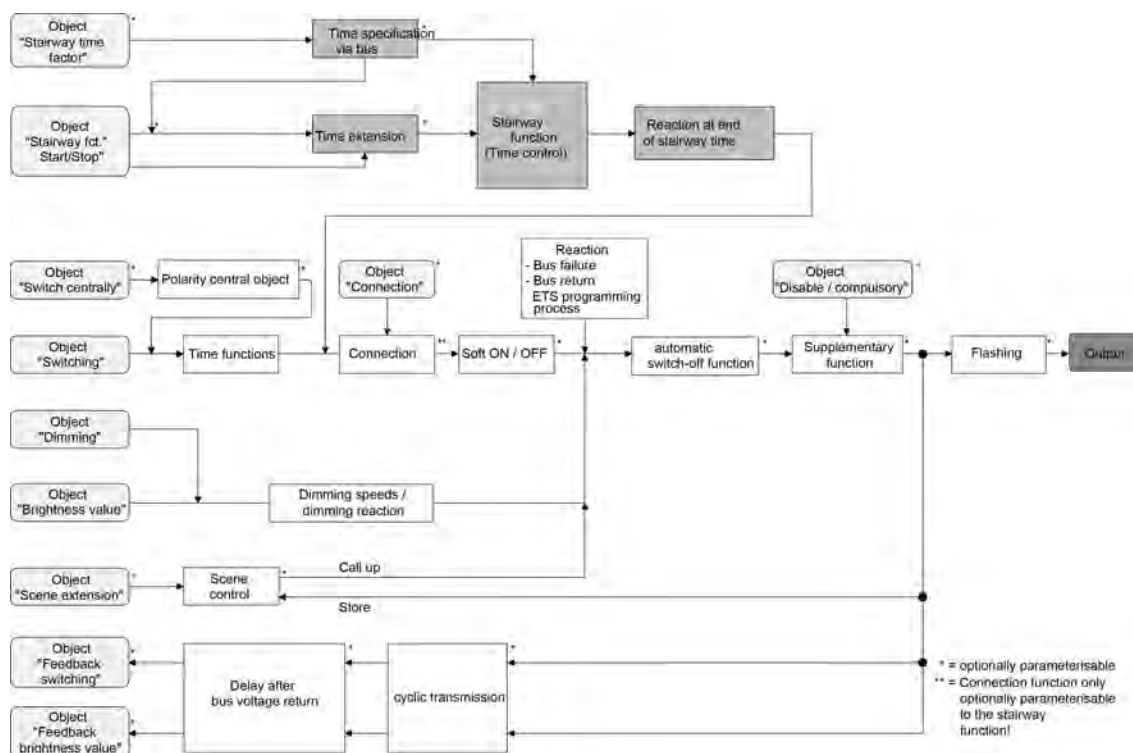 Object
"Stairway time
factor"
*
Time specification
via bus
*
Object
"Stairway fct."
Start/Stop"
*
Time extension
*
Stairway
function
(Time control)
Reaction at end
of stairway time
Object
"Switch centrally"
*
Polarity central object
*
Object
"Connection"
*
Reaction
- Bus failure
- Bus return
ETS programming
process
Object
"Disable / compulsory"
Object
"Switching"
Time functions
Connection
**
Soft ON / OFF
*
automatic
switch-off function
*
Supplementary
function
*
Flashing
*
Output
Object
"Dimming"
Object
"Brightness value"
Dimming speeds /
dimming reaction
Object
"Scene extension"
*
Scene
control
*
Call up
Store
Object
"Feedback
switching"
*
Delay after
bus voltage return
*
cyclic transmission
*
Object
"Feedback
brightness value"
*
* = optionally parameterisable
** = Connection function only
optionally parameterisable
to the stairway
function!